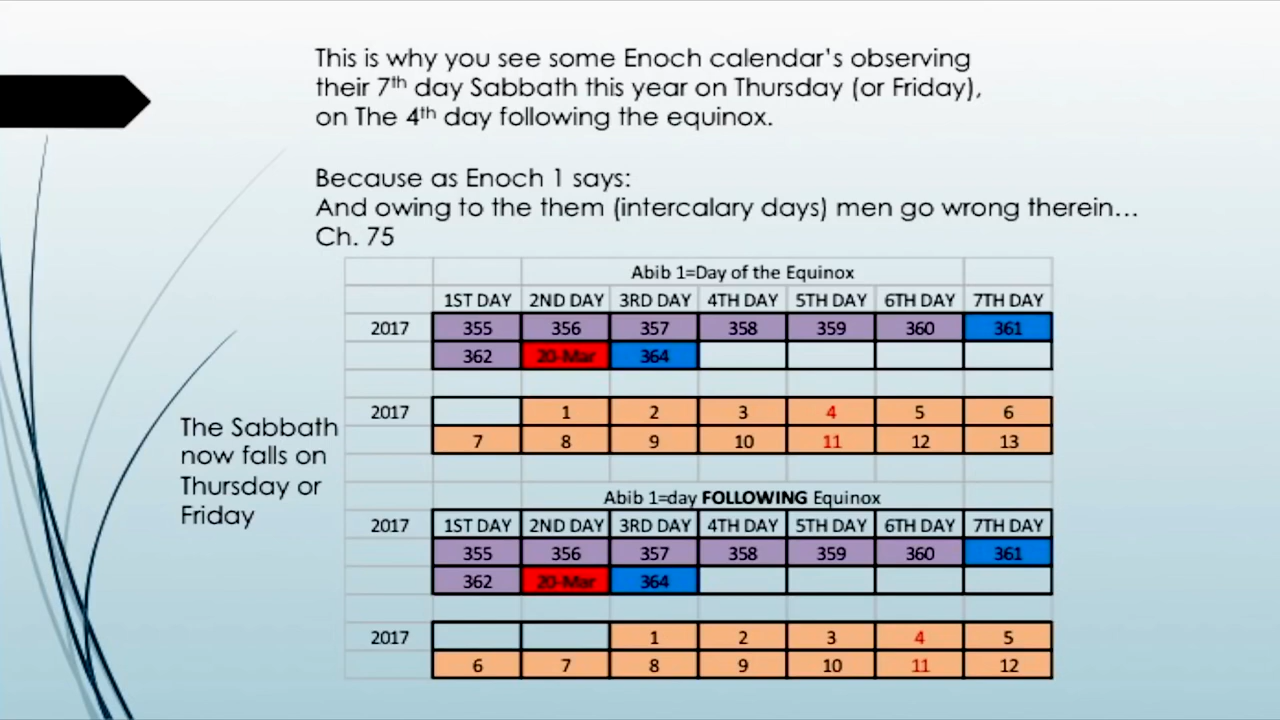 This is why you see some Enoch calendar’s observing
their 7th day Sabbath this year on Thursday (or Friday),
on The 4th day following the equinox.
Because as Enoch 1 says:
And owing to the them (intercalary days) men go wrong therein…
Ch. 75
Abib 1=Day of the Equinox
1ST DAY 2ND DAY 3RD DAY 4TH DAY 5TH DAY 6TH DAY 7TH DAY
2017 355 356 357 358 359 360 361
362 20-Mar 364
2017 1 2 3 4 5 6
7 8 9 10 11 12 13
The Sabbath
now falls on
Thursday or
Friday
Abib 1=day FOLLOWING Equinox
2017 1ST DAY 2ND DAY 3RD DAY 4TH DAY 5TH DAY 6TH DAY 7TH DAY
355 356 357 358 359 360 361
362 20-Mar 364
2017 1 2 3 4 5
6 7 8 9 10 11 12